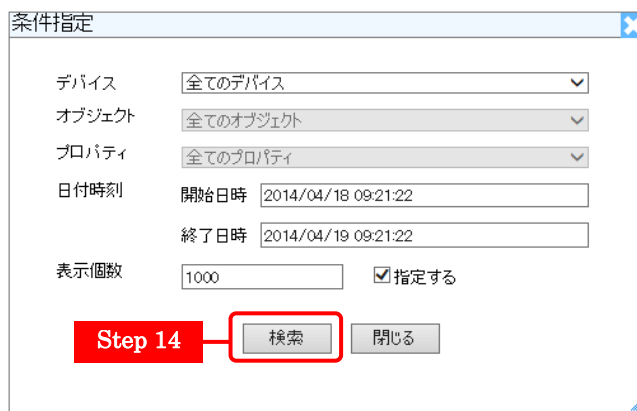 条件指定
デバイス 全てのデバイス
オブジェクト 全てのオブジェクト
プロパティ 全てのプロパティ
日付時刻 開始日時 2014/04/18 09:21:22
終了日時 2014/04/19 09:21:22
表示個数 1000 指定する
Step 14 検索 閉じる